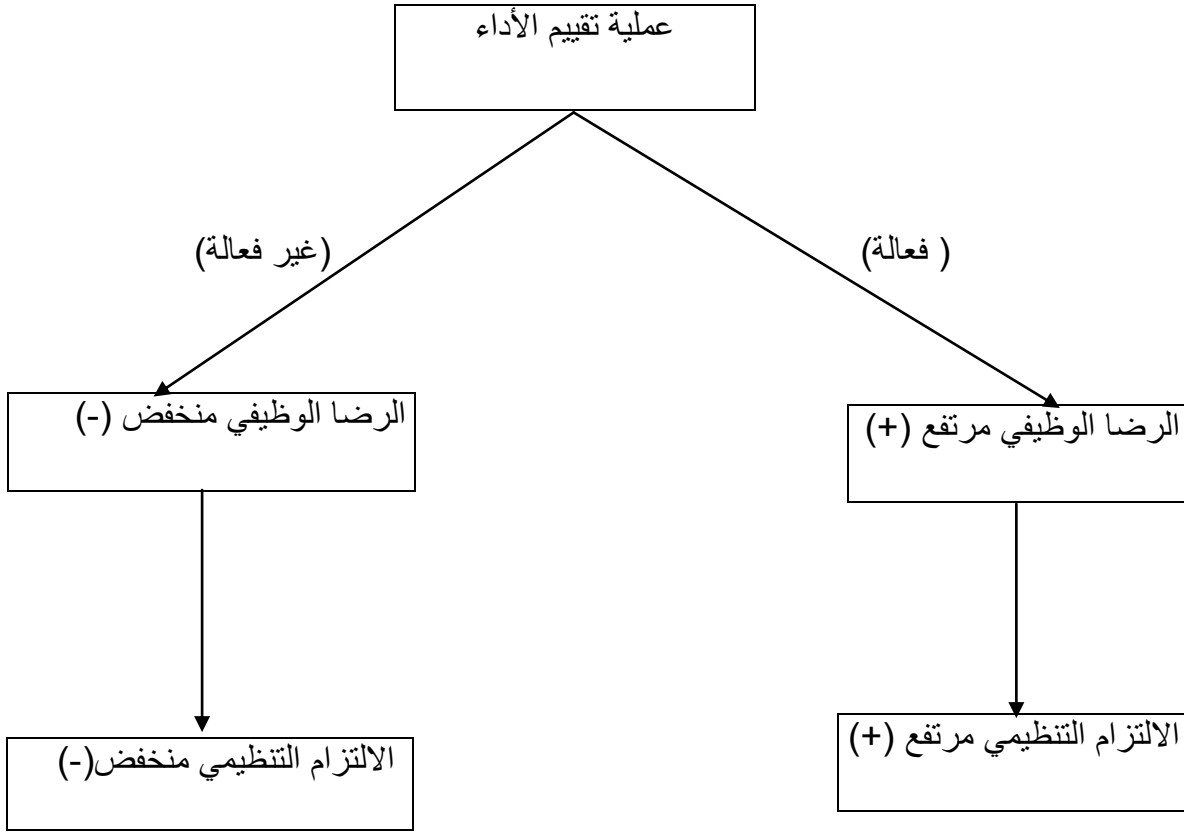 عملية تقييم الأداء
( فعالة)
(غير فعالة)
الرضا الوظيفي مرتفع (+)
الرضا الوظيفي منخفض (-)
الالتزام التنظيمي مرتفع (+)
الالتزام التنظيمي منخفض(-)